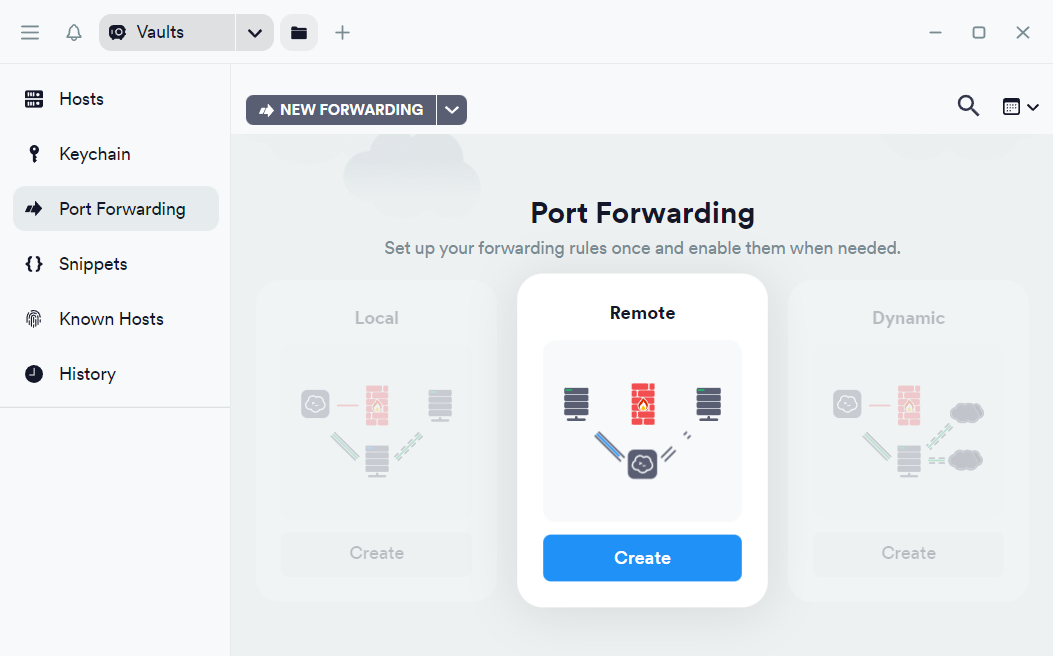 Vaults
Hosts
Keychain
Port Forwarding
Snippets
Known Hosts
History
NEW FORWARDING
Port Forwarding
Set up your forwarding rules once and enable them when needed.
Local
Create
Remote
Create
Dynamic
Create